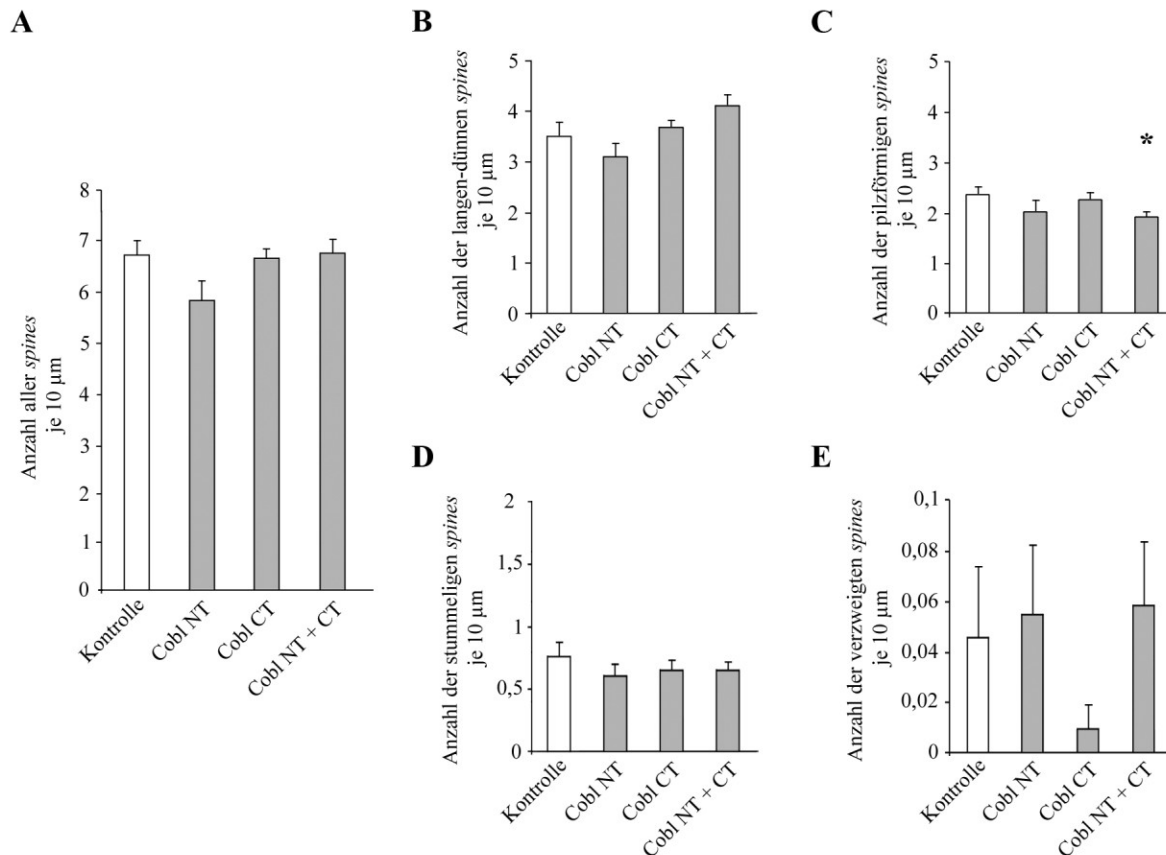 A
Anzahl aller spines
je 10 µm
8
7
6
5
6
4
3
2
1
0
Kontrolle
Cobl NT
Cobl CT
Cobl NT + CT
B
Anzahl der langen-dünnen spines
je 10 µm
5
4
3
2
1
0
Kontrolle
Cobl NT
Cobl CT
Cobl NT + CT
C
Anzahl der pilzförmigen spines
je 10 µm
5
4
3
2
1
0
*
Kontrolle
Cobl NT
Cobl CT
Cobl NT + CT
D
Anzahl der stummeligen spines
je 10 µm
2
1,5
1
0,5
0
Kontrolle
Cobl NT
Cobl CT
Cobl NT + CT
E
Anzahl der verzweigten spines
je 10 µm
0,1
0,08
0,06
0,04
0,02
0
Kontrolle
Cobl NT
Cobl CT
Cobl NT + CT